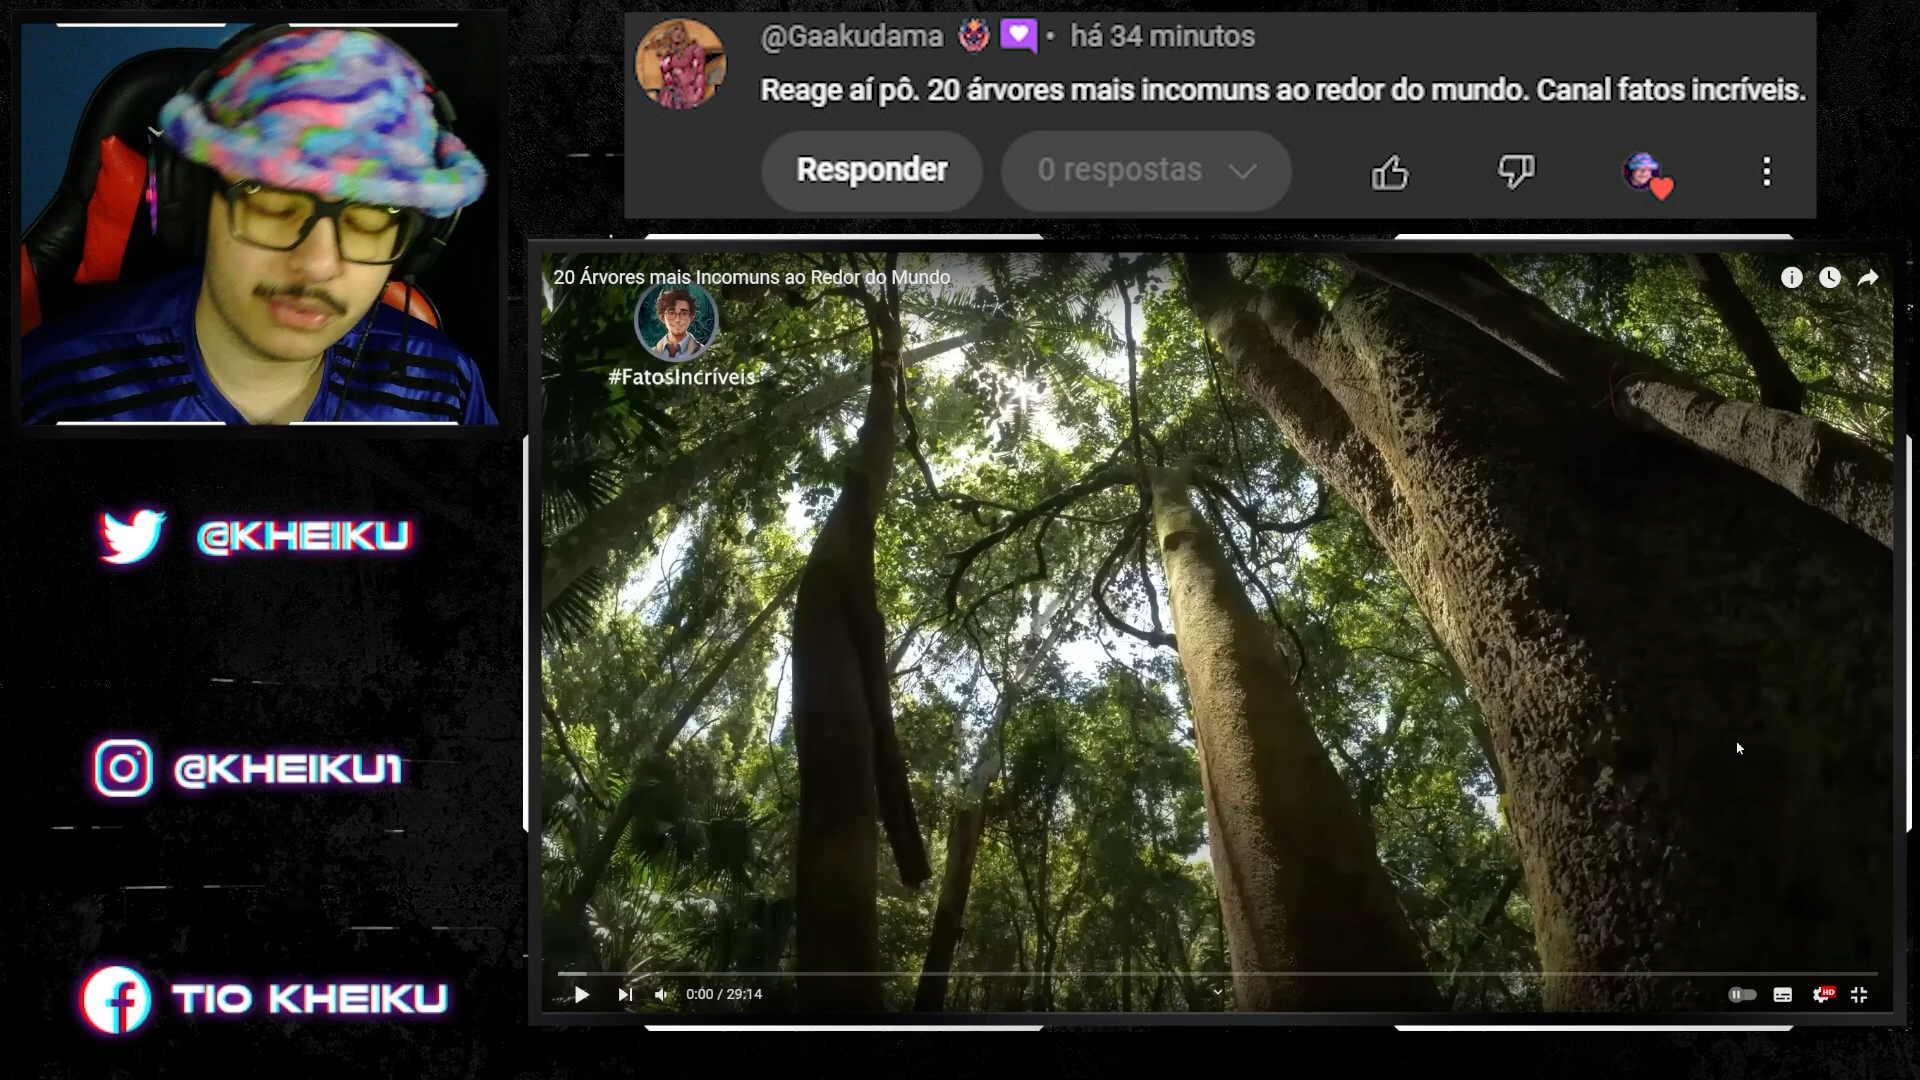 @Gaakudama • há 34 minutos
Reage aí pô. 20 árvores mais incomuns ao redor do mundo. Canal fatos incríveis.
Responder
0 respostas
20 Árvores mais Incomuns ao Redor do Mundo
#FatosIncríveis
@KHEIKU
@KHEIKU1
TIO KHEIKU
0:00 / 29:14
HD